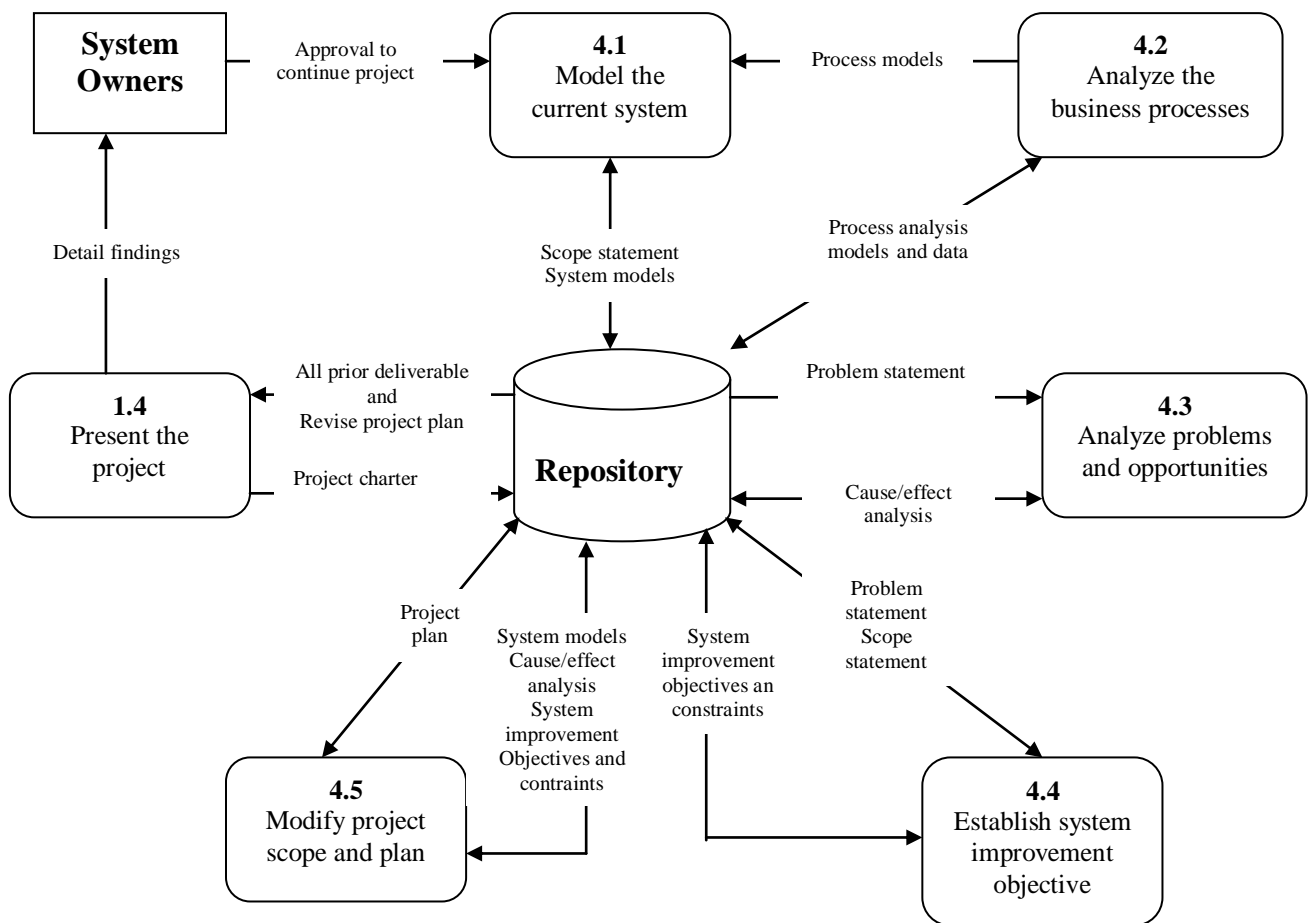 System
Owners
Approval to
continue project
4.1
Model the
current system
Process models
4.2
Analyze the
business processes
Detail findings
Scope statement
System models
Process analysis
models and data
1.4
Present the
project
All prior deliverable
and
Revise project plan
Project charter
Repository
Problem statement
4.3
Analyze problems
and opportunities
Cause/effect
analysis
Project
plan
System models
Cause/effect
analysis
System
improvement
Objectives and
contraints
System
improvement
objectives an
constraints
Problem
statement
Scope
statement
4.5
Modify project
scope and plan
4.4
Establish system
improvement
objective